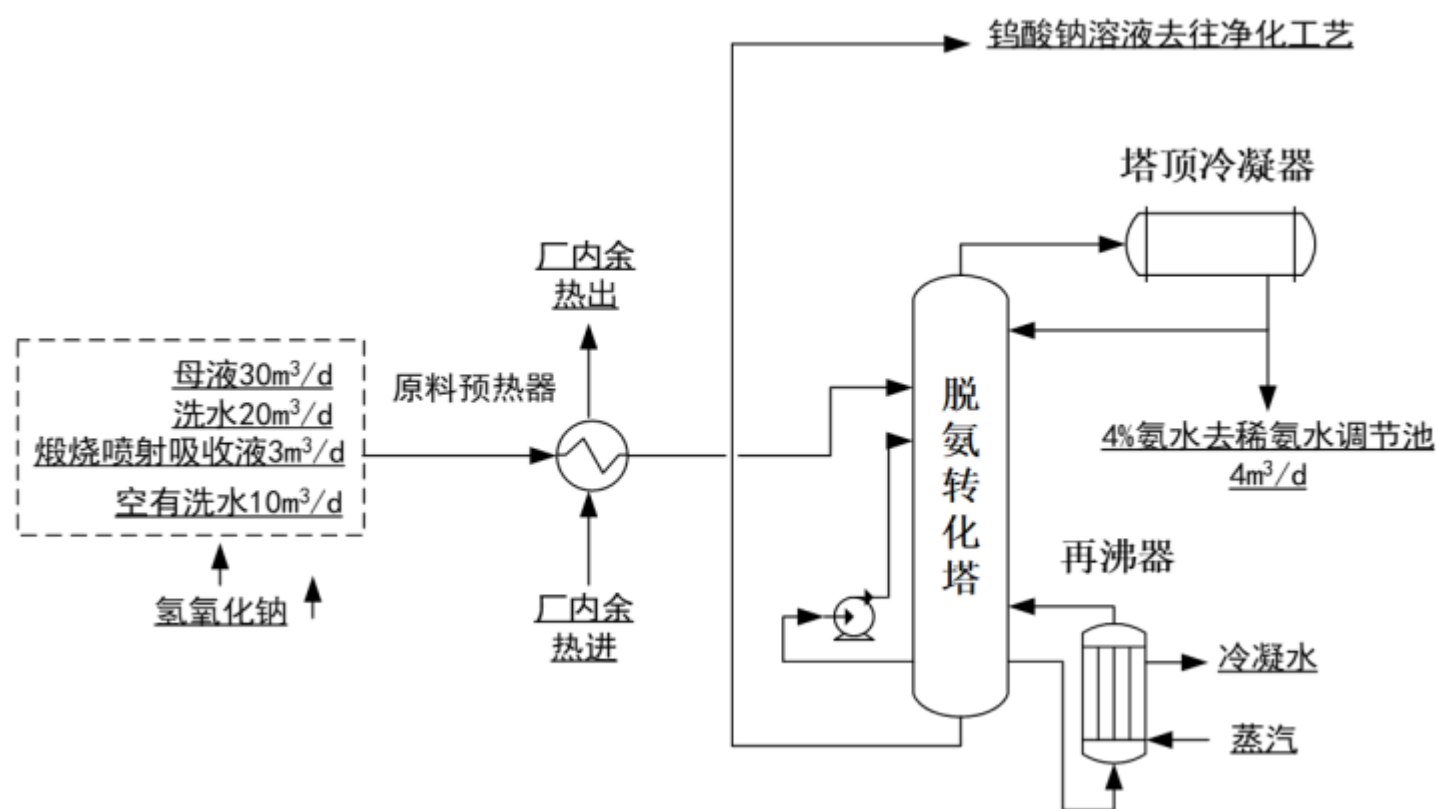 钨酸钠溶液去往净化工艺
塔顶冷凝器
厂内余
热出
母液30m³/d
洗水20m³/d
煅烧喷射吸收液3m³/d
空有洗水10m³/d
原料预热器
脱氨转化塔
4%氨水去稀氨水调节池
4m³/d
再沸器
氢氧化钠
厂内余
热进
冷凝水
蒸汽